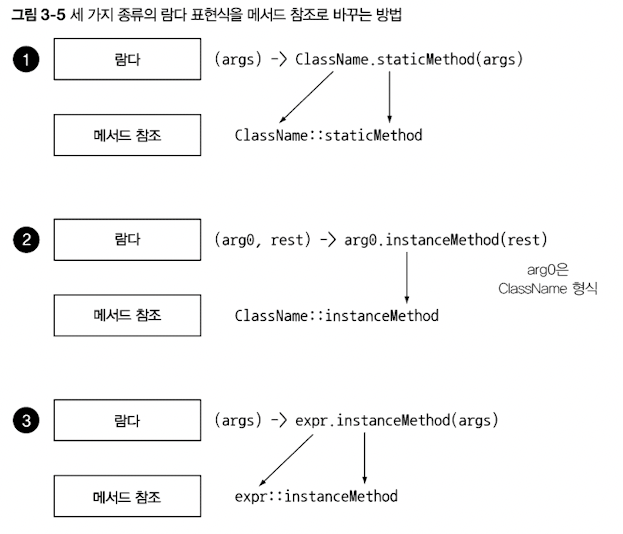 그림 3-5 세 가지 종류의 람다 표현식을 메서드 참조로 바꾸는 방법
1 람다 (args) -> ClassName.staticMethod(args)
메서드 참조 ClassName::staticMethod
2 람다 (arg0, rest) -> arg0.instanceMethod(rest)
arg0은
ClassName 형식
메서드 참조 ClassName::instanceMethod
3 람다 (args) -> expr.instanceMethod(args)
메서드 참조 expr::instanceMethod